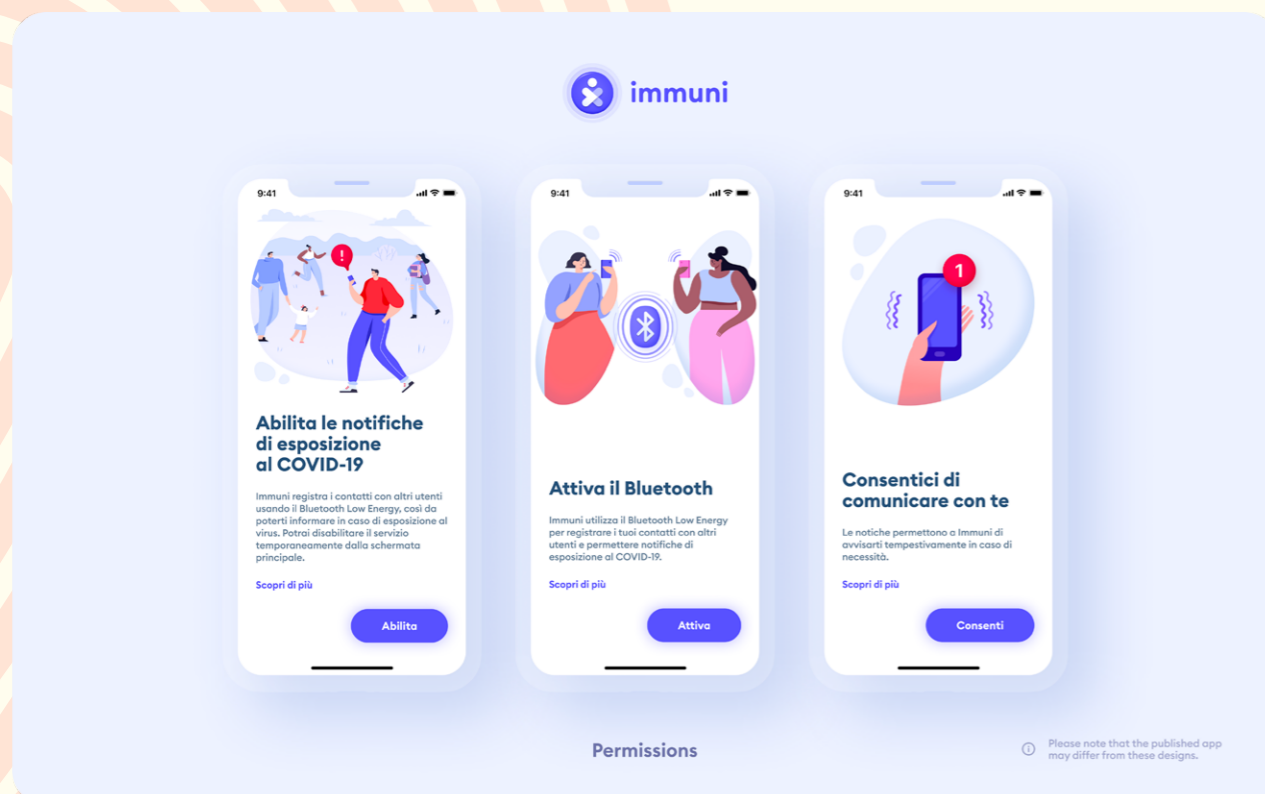 immuni
9:41
Abilita le notifiche
di esposizione
al COVID-19
Immuni registra i contatti con altri utenti
usando il Bluetooth Low Energy, così da
poterti informare in caso di esposizione al
virus. Potrai disabilitare il servizio
temporaneamente dalla schermata
principale.
Scopri di più
Abilita
9:41
Attiva il Bluetooth
Immuni utilizza il Bluetooth Low Energy
per registrare i tuoi contatti con altri
utenti e permettere notifiche di
esposizione al COVID-19.
Scopri di più
Attiva
9:41
1
Consentici di
comunicare con te
Le notiche permettono a Immuni di
avvisarti tempestivamente in caso di
necessità.
Scopri di più
Consenti
Permissions
Please note that the published app
may differ from these designs.